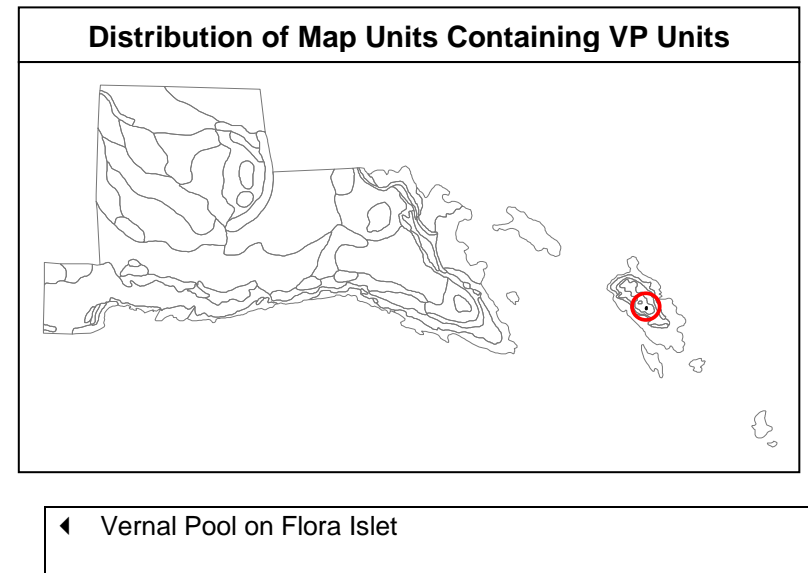 Distribution of Map Units Containing VP Units
◀ Vernal Pool on Flora Islet